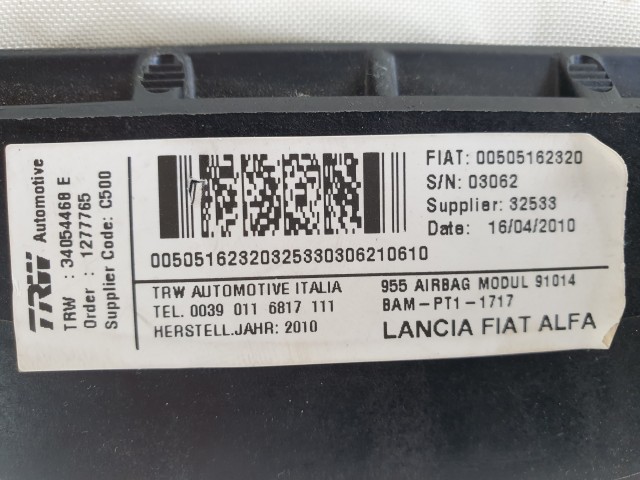 TRW Automotive
TRW : 34054468 E
Order : 1277765
Supplier Code: C500
00505162320325330306210610
FIAT: 00505162320
S/N: 03062
Supplier: 32533
Date: 16/04/2010
TRW AUTOMOTIVE ITALIA
TEL. 0039 011 6817 111
HERSTELL.JAHR: 2010
955 AIRBAG MODUL 91014
BAM-PT1-1717
LANCIA FIAT ALFA